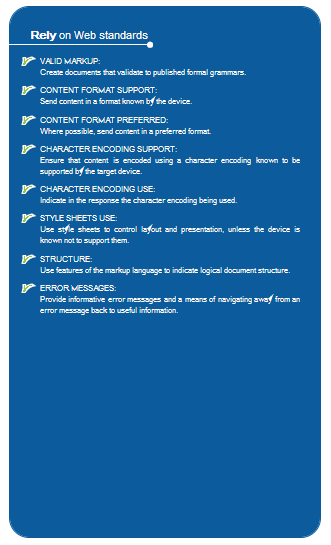 Rely on Web standards
VALID MARKUP:
Create documents that validate to published formal grammars.
CONTENT FORMAT SUPPORT:
Send content in a format known by the device.
CONTENT FORMAT PREFERRED:
Where possible, send content in a preferred format.
CHARACTER ENCODING SUPPORT:
Ensure that content is encoded using a character encoding known to be
supported by the target device.
CHARACTER ENCODING USE:
Indicate in the response the character encoding being used.
STYLE SHEETS USE:
Use style sheets to control layout and presentation, unless the device is
known not to support them.
STRUCTURE:
Use features of the markup language to indicate logical document structure.
ERROR MESSAGES:
Provide informative error messages and a means of navigating away from an
error message back to useful information.